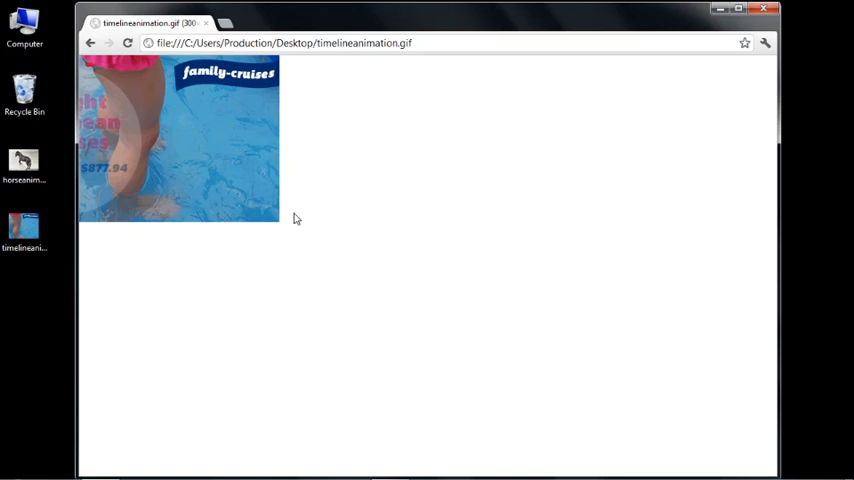 Computer
Recycle Bin
horseanim...
timelineani...
timelineanimation.gif (300×
file:///C:/Users/Production/Desktop/timelineanimation.gif
family-cruises
$877.94